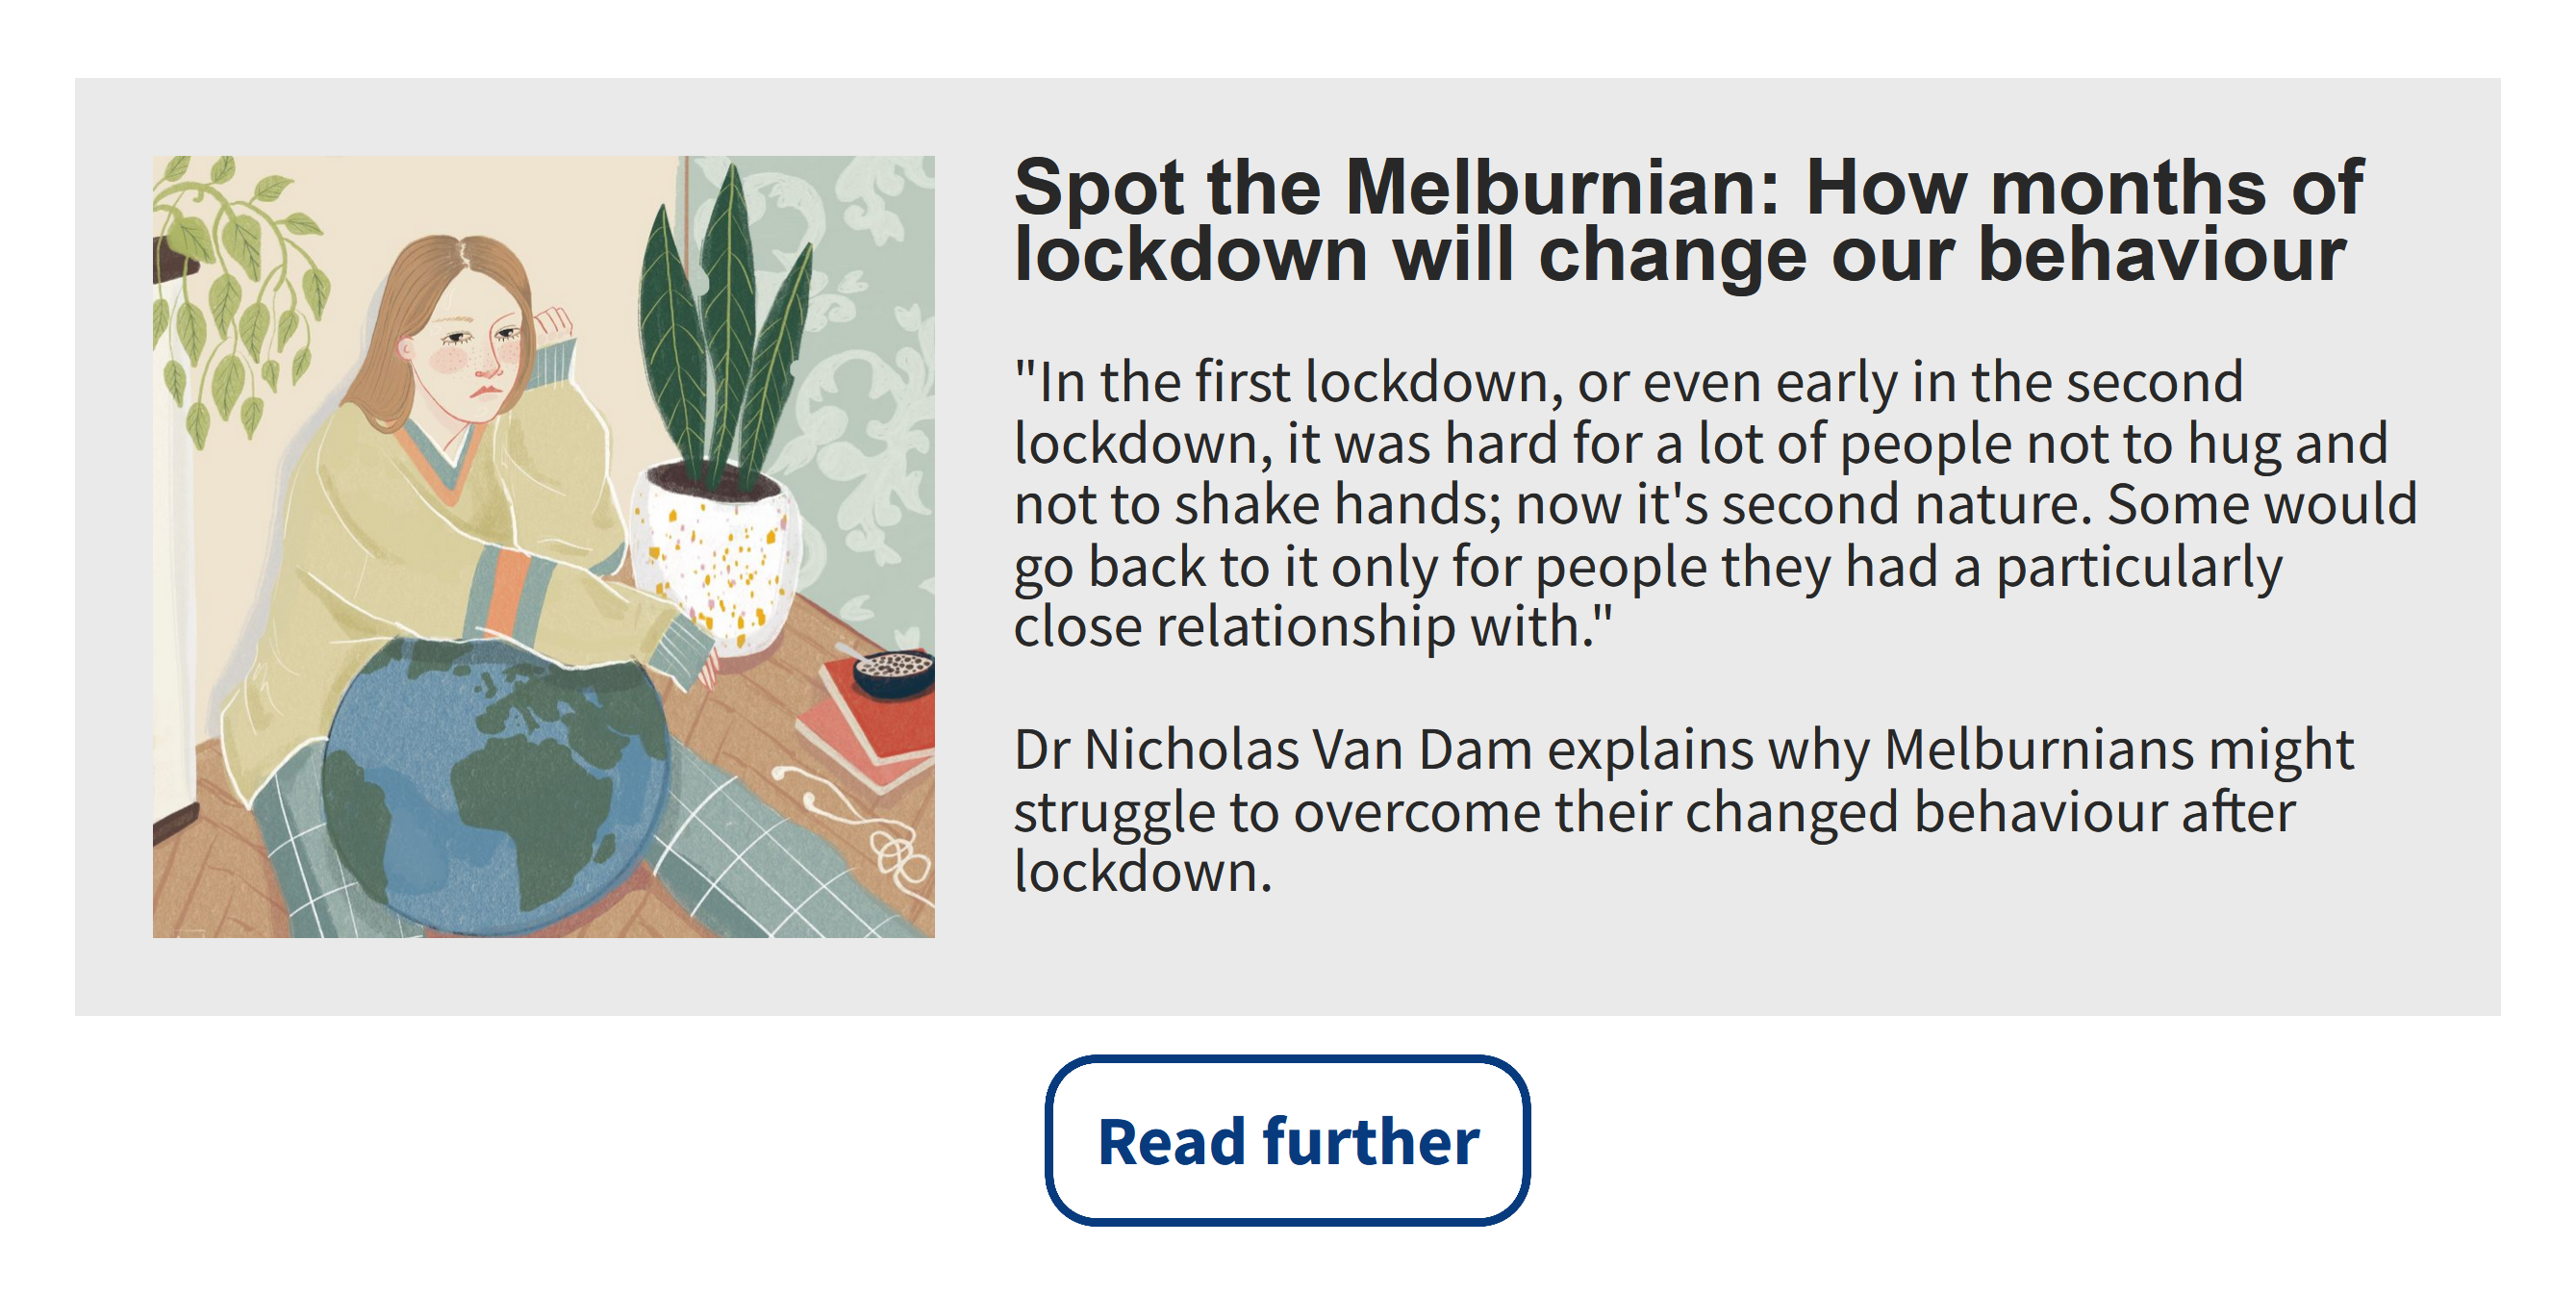 Spot the Melburnian: How months of
lockdown will change our behaviour
"In the first lockdown, or even early in the second
lockdown, it was hard for a lot of people not to hug and
not to shake hands; now it's second nature. Some would
go back to it only for people they had a particularly
close relationship with."
Dr Nicholas Van Dam explains why Melburnians might
struggle to overcome their changed behaviour after
lockdown.
Read further